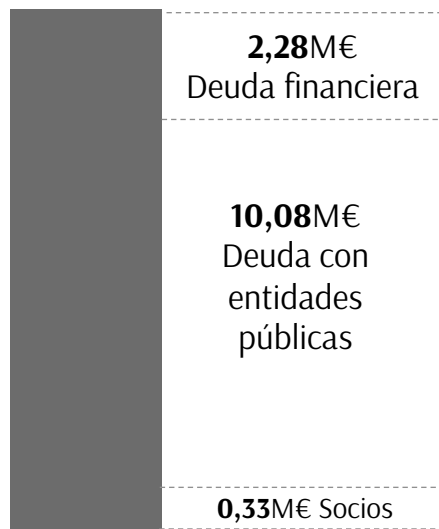 2,28M€
Deuda financiera
10,08M€
Deuda con
entidades
públicas
0,33M€ Socios